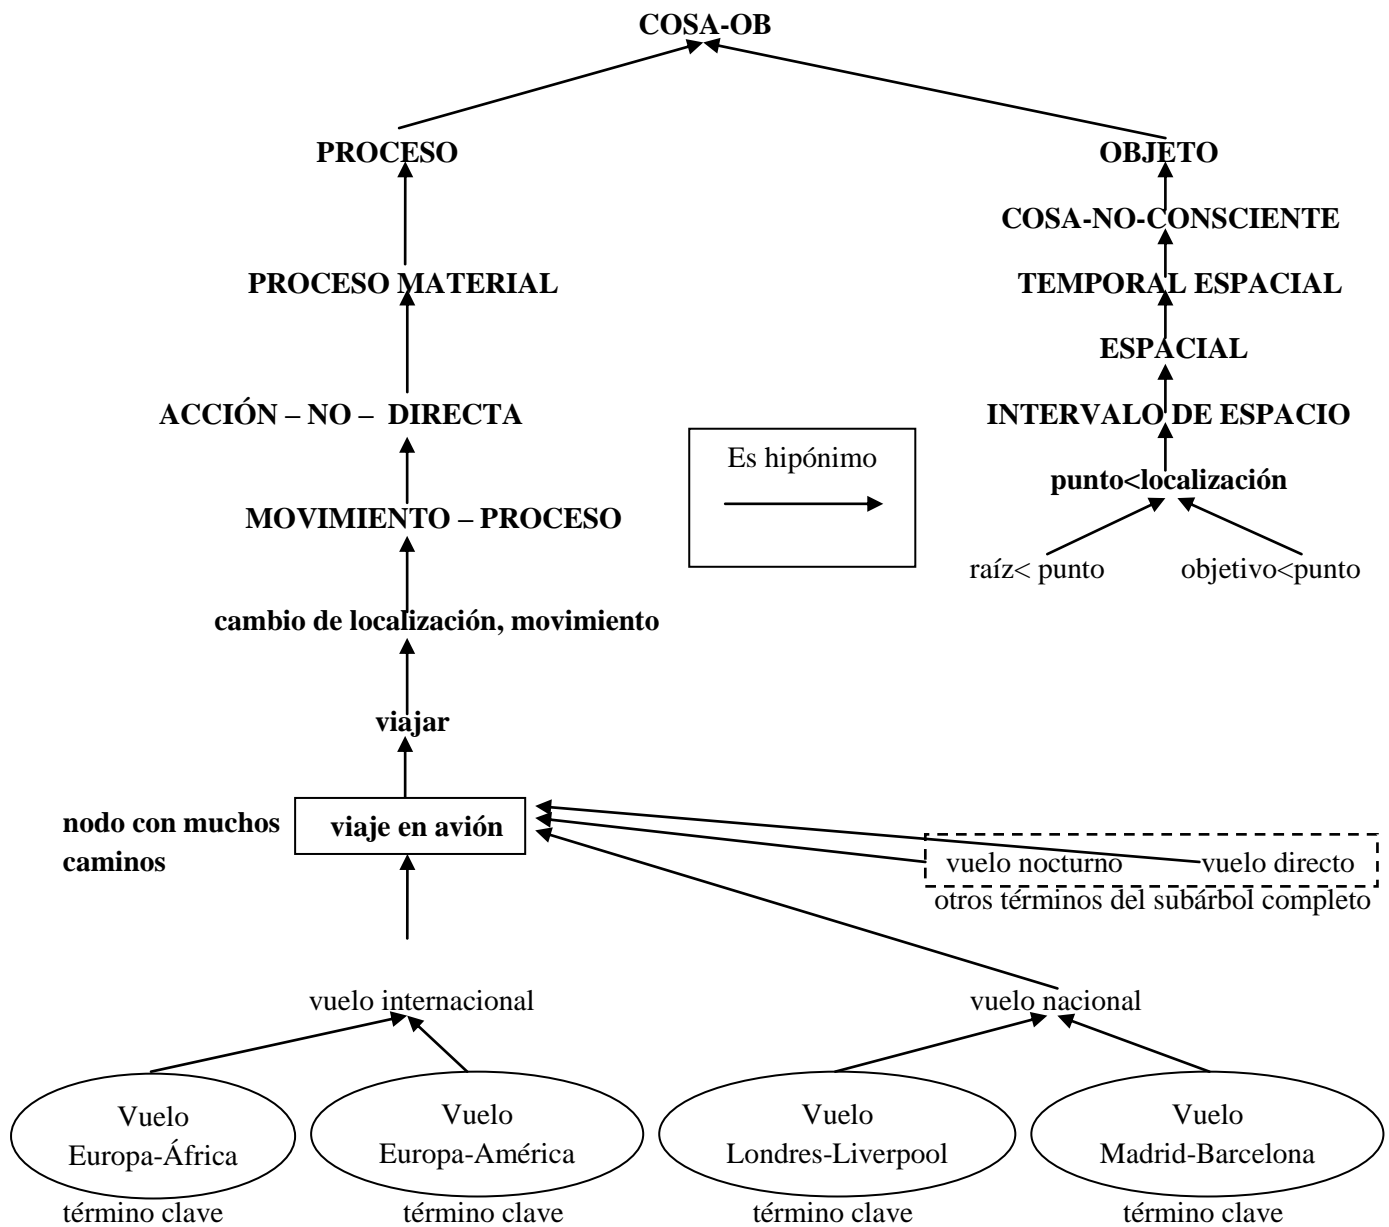 COSA-OB
PROCESO
OBJETO
COSA-NO-CONSCIENTE
PROCESO MATERIAL
TEMPORAL ESPACIAL
ESPACIAL
ACCIÓN – NO – DIRECTA
INTERVALO DE ESPACIO
Es hipónimo
punto<localización
MOVIMIENTO – PROCESO
raíz< punto
objetivo<punto
cambio de localización, movimiento
viajar
nodo con muchos
caminos
viaje en avión
vuelo nocturno
vuelo directo
otros términos del subárbol completo
vuelo internacional
vuelo nacional
Vuelo
Europa-África
Vuelo
Europa-América
Vuelo
Londres-Liverpool
Vuelo
Madrid-Barcelona
término clave
término clave
término clave
término clave